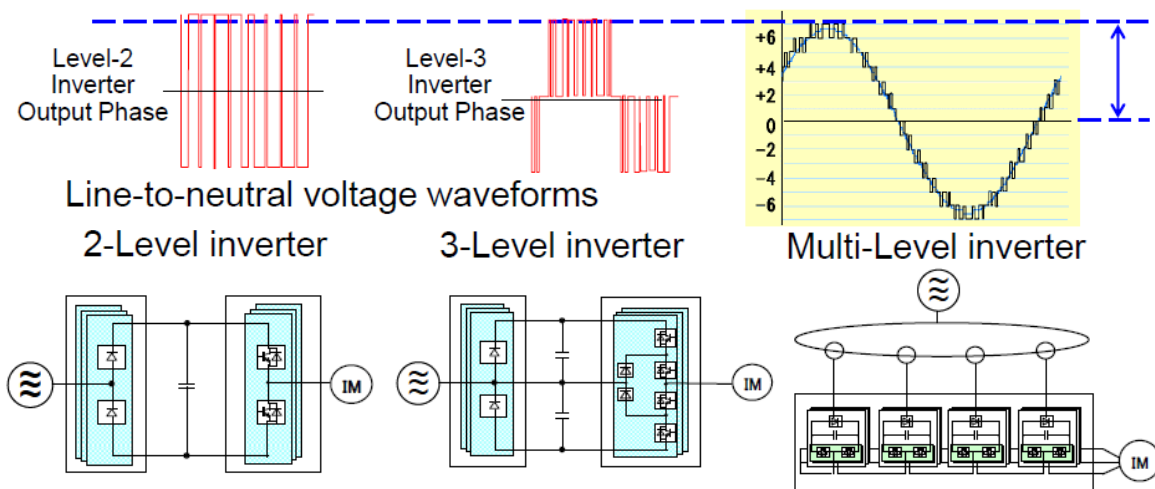 Level-2
Inverter
Output Phase
Level-3
Inverter
Output Phase
+6
+4
+2
0
−2
−4
−6
Line-to-neutral voltage waveforms
2-Level inverter
3-Level inverter
Multi-Level inverter
IM
IM
IM